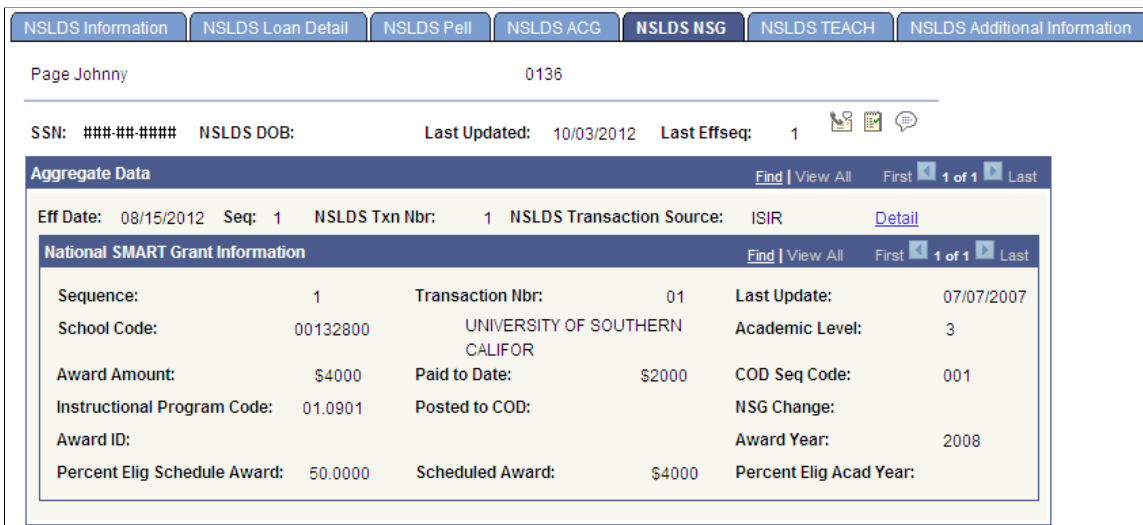 NSLDS Information NSLDS Loan Detail NSLDS Pell NSLDS ACG NSLDS NSG NSLDS TEACH NSLDS Additional Information
Page Johnny 0136
SSN: ###-##-#### NSLDS DOB: Last Updated: 10/03/2012 Last Effseq: 1
Aggregate Data Find | View All First 1 of 1 Last
Eff Date: 08/15/2012 Seq: 1 NSLDS Txn Nbr: 1 NSLDS Transaction Source: ISIR Detail
National SMART Grant Information Find | View All First 1 of 1 Last
Sequence: 1 Transaction Nbr: 01 Last Update: 07/07/2007
School Code: 00132800 UNIVERSITY OF SOUTHERN Academic Level: 3
CALIFOR
Award Amount: $4000 Paid to Date: $2000 COD Seq Code: 001
Instructional Program Code: 01.0901 Posted to COD: NSG Change:
Award ID: Award Year: 2008
Percent Elig Schedule Award: 50.0000 Scheduled Award: $4000 Percent Elig Acad Year: